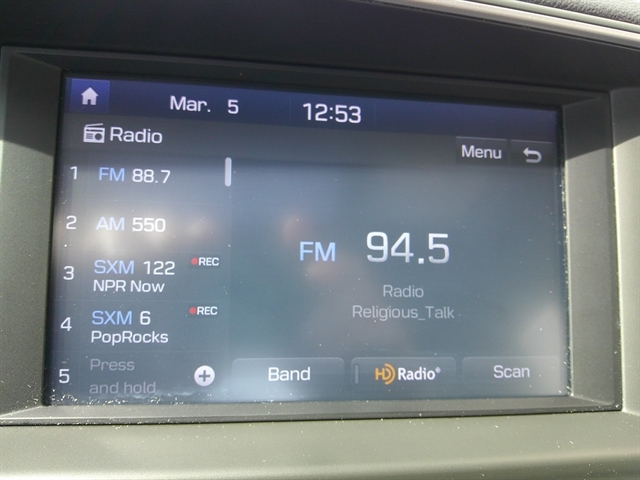 Mar. 5 12:53
Radio
Menu
1 FM 88.7
2 AM 550
3 SXM 122 REC
NPR Now
4 SXM 6 REC
PopRocks
5 Press
and hold
FM 94.5
Radio
Religious_Talk
Band
HD Radio®
Scan